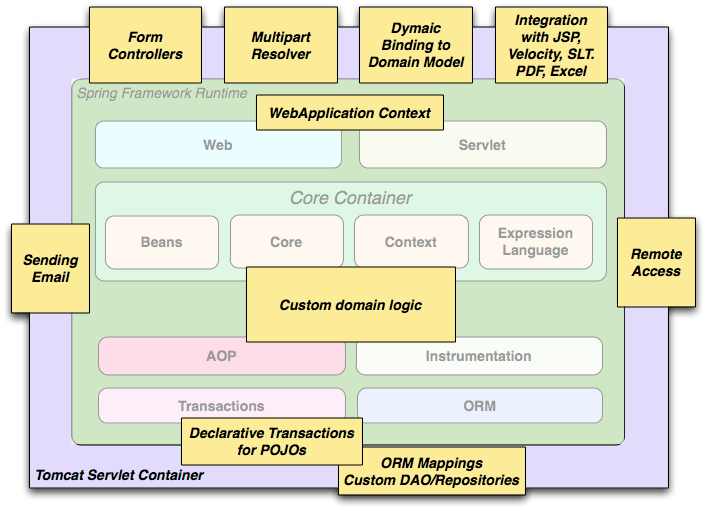 Form
Controllers
Multipart
Resolver
Dymaic
Binding to
Domain Model
Integration
with JSP,
Velocity, SLT.
PDF, Excel
Spring Framework Runtime
WebApplication Context
Web
Servlet
Core Container
Beans
Core
Context
Expression
Language
Sending
Email
Remote
Access
Custom domain logic
AOP
Instrumentation
Transactions
ORM
Declarative Transactions
for POJOs
ORM Mappings
Custom DAO/Repositories
Tomcat Servlet Container